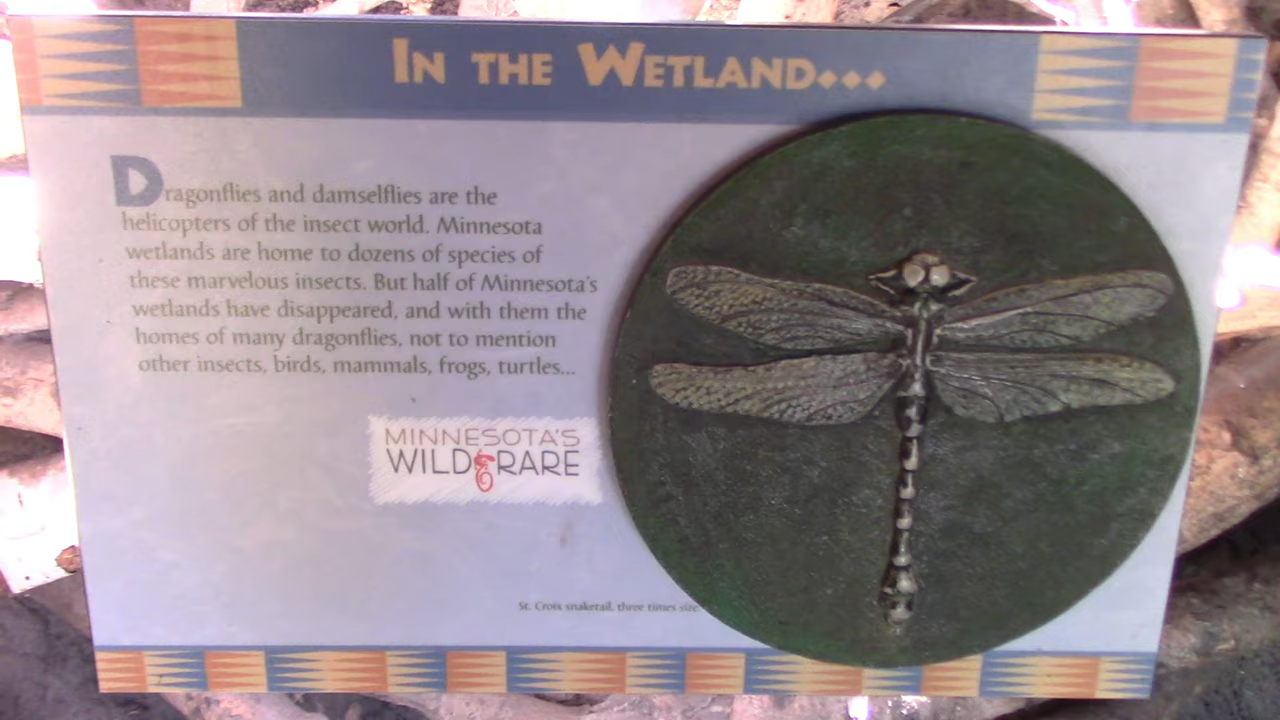 In the Wetland...
Dragonflies and damselflies are the
helicopters of the insect world. Minnesota
wetlands are home to dozens of species of
these marvelous insects. But half of Minnesota's
wetlands have disappeared, and with them the
homes of many dragonflies, not to mention
other insects, birds, mammals, frogs, turtles...
MINNESOTA'S
WILD & RARE
St. Croix snaketail, three times size